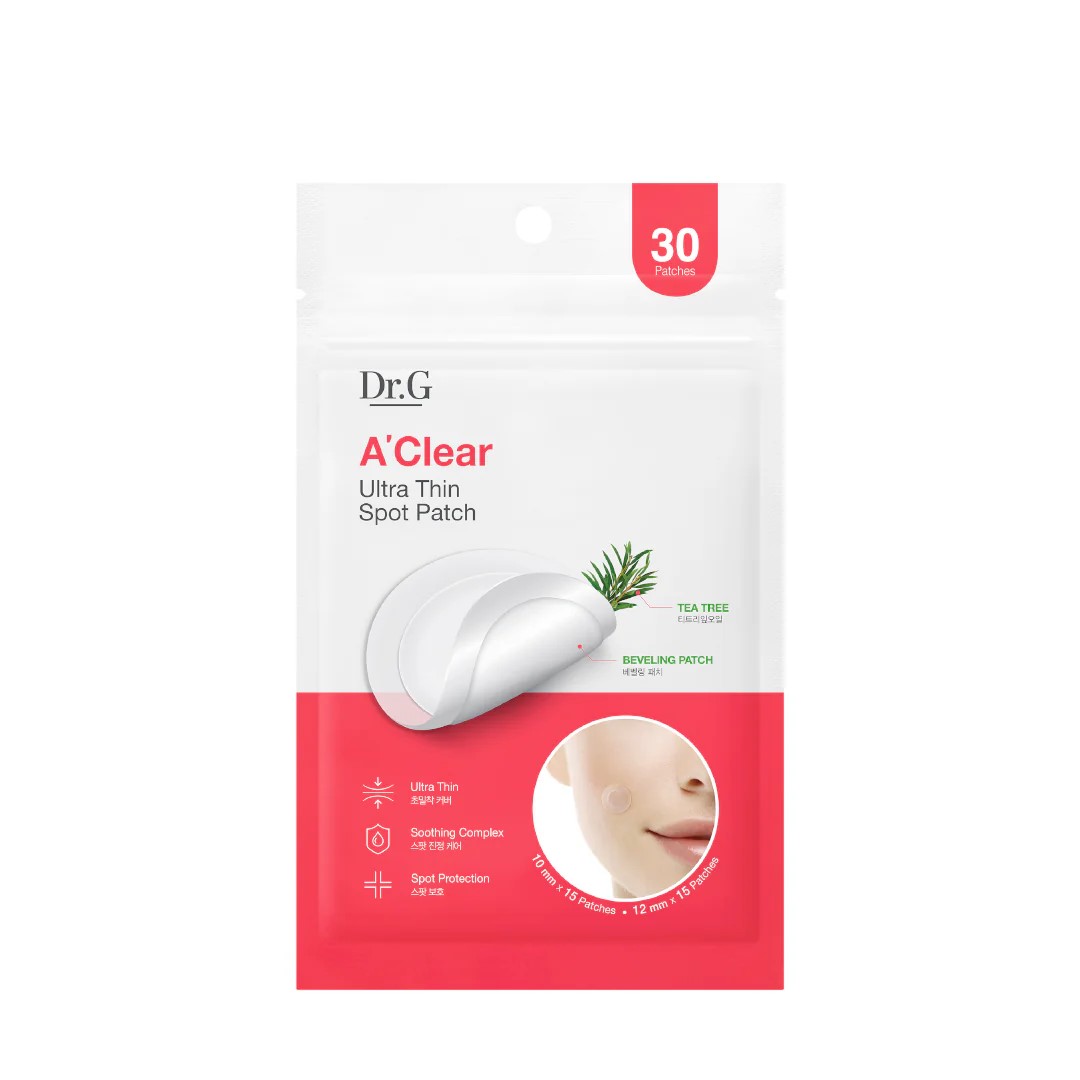 30
Patches
Dr.G
A'Clear
Ultra Thin
Spot Patch
TEA TREE
티트리잎오일
BEVELING PATCH
베벨링 패치
Ultra Thin
초밀착 커버
Soothing Complex
스팟 진정 케어
Spot Protection
스팟 보호
10 mm x 15 Patches • 12 mm x 15 Patches